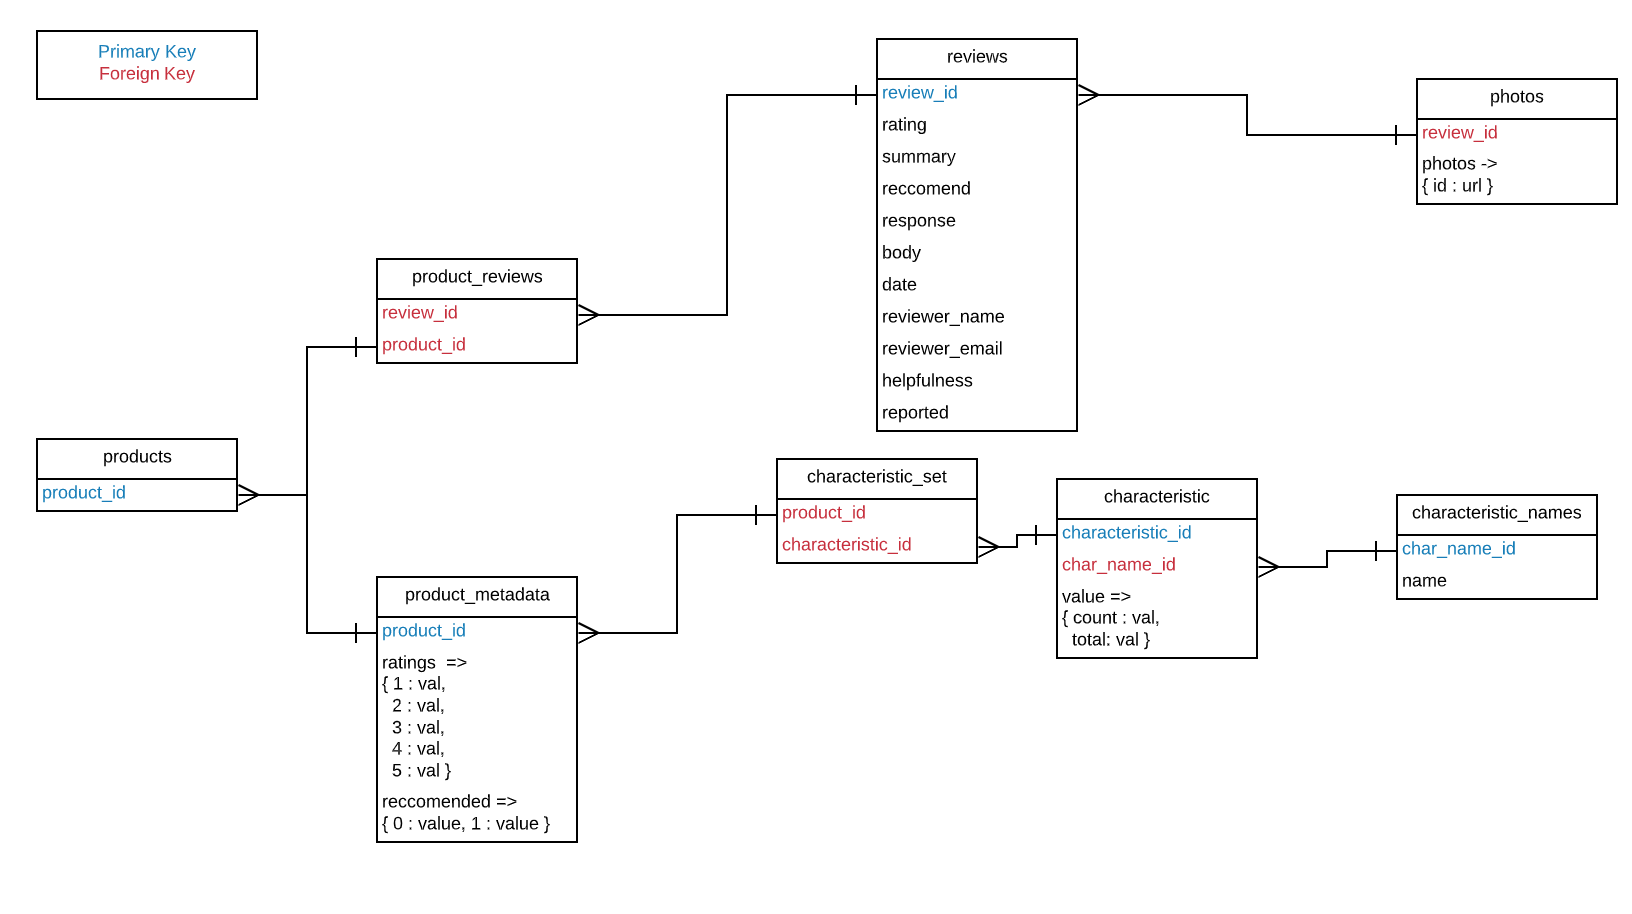 Primary Key
Foreign Key
reviews
review_id
rating
summary
reccomend
response
body
date
reviewer_name
reviewer_email
helpfulness
reported
photos
review_id
photos ->
{ id : url }
product_reviews
review_id
product_id
products
product_id
product_metadata
product_id
ratings =>
{ 1 : val,
2 : val,
3 : val,
4 : val,
5 : val }
reccomended =>
{ 0 : value, 1 : value }
characteristic_set
product_id
characteristic_id
characteristic
characteristic_id
char_name_id
value =>
{ count : val,
total: val }
characteristic_names
char_name_id
name